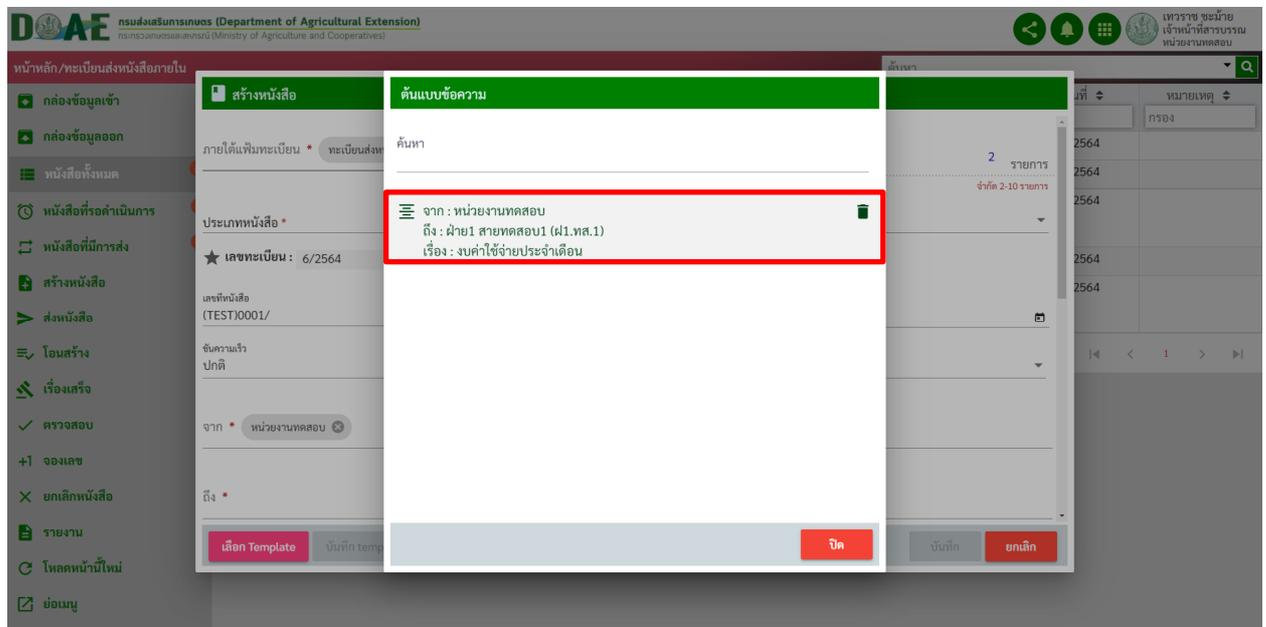 DOAE
กรมส่งเสริมการเกษตร (Department of Agricultural Extension)
กระทรวงเกษตรและสหกรณ์ (Ministry of Agriculture and Cooperatives)
เทวราช ชะม้าย
เจ้าหน้าที่สารบรรณ
หน่วยงานทดสอบ
หน้าหลัก/ทะเบียนส่งหนังสือภายใน
ค้นหา
กล่องข้อมูลเข้า
กล่องข้อมูลออก
หนังสือทั้งหมด
หนังสือที่รอดำเนินการ
หนังสือที่มีการส่ง
สร้างหนังสือ
ส่งหนังสือ
โอนสร้าง
เรื่องเสร็จ
ตรวจสอบ
+1 จองเลข
ยกเลิกหนังสือ
รายงาน
โหลดหน้านี้ใหม่
ย่อเมนู
สร้างหนังสือ
ภายใต้แฟ้มทะเบียน *
2 รายการ
จำกัด 2-10 รายการ
ประเภทหนังสือ *
เลขทะเบียน : 6/2564
เลขที่หนังสือ
(TEST)0001/
ชั้นความเร็ว
ปกติ
จาก * หน่วยงานทดสอบ
ถึง *
เลือก Template
บันทึก temp
บันทึก
ยกเลิก
ต้นแบบข้อความ
ค้นหา
จาก : หน่วยงานทดสอบ
ถึง : ฝ่าย1 สายทดสอบ1 (ฝ1.ทส.1)
เรื่อง : งบค่าใช้จ่ายประจำเดือน
ปิด
หมายเหตุ
กรอง
2564
2564
2564
2564
2564
1